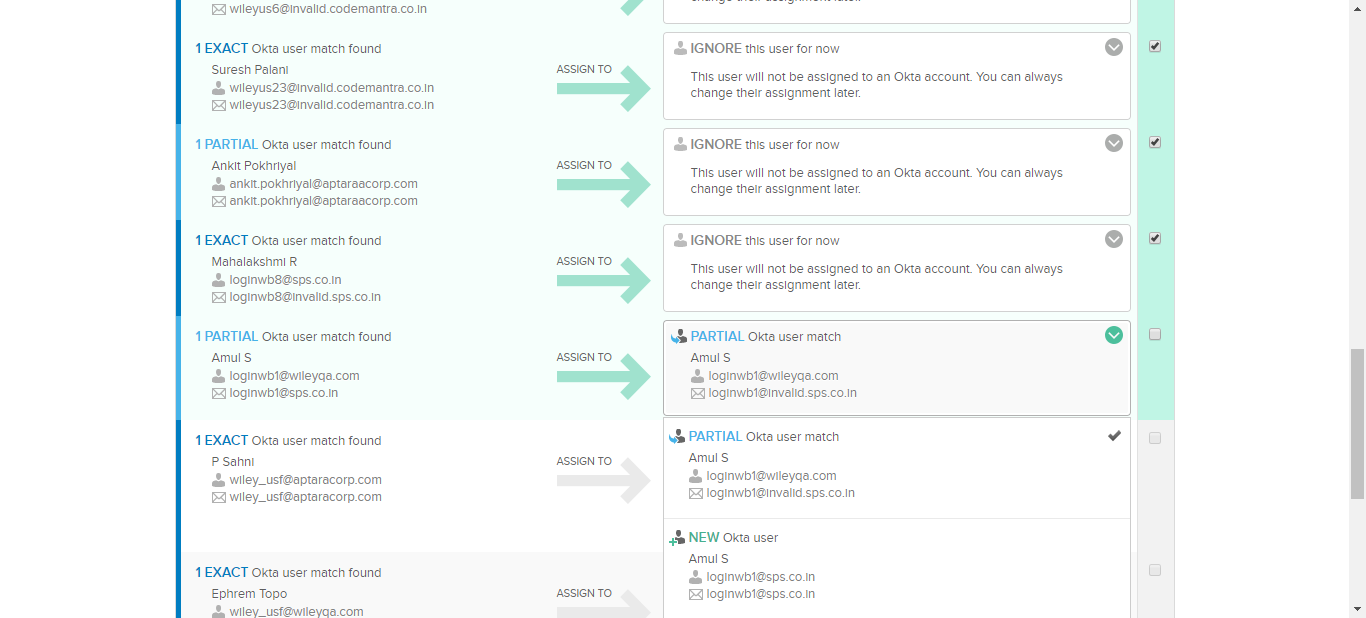 wileyus6@invalid.codemantra.co.in
1 EXACT Okta user match found
Suresh Palani
wileyus23@invalid.codemantra.co.in
wileyus23@invalid.codemantra.co.in
ASSIGN TO
IGNORE this user for now
This user will not be assigned to an Okta account. You can always
change their assignment later.
1 PARTIAL Okta user match found
Ankit Pokhriyal
ankit.pokhriyal@aptaraacorp.com
ankit.pokhriyal@aptaraacorp.com
ASSIGN TO
IGNORE this user for now
This user will not be assigned to an Okta account. You can always
change their assignment later.
1 EXACT Okta user match found
Mahalakshmi R
loginwb8@sps.co.in
loginwb8@invalid.sps.co.in
ASSIGN TO
IGNORE this user for now
This user will not be assigned to an Okta account. You can always
change their assignment later.
1 PARTIAL Okta user match found
Amul S
loginwb1@wileyqa.com
loginwb1@sps.co.in
ASSIGN TO
PARTIAL Okta user match
Amul S
loginwb1@wileyqa.com
loginwb1@invalid.sps.co.in
1 EXACT Okta user match found
P Sahni
wiley_usf@aptaracorp.com
wiley_usf@aptaracorp.com
ASSIGN TO
PARTIAL Okta user match
Amul S
loginwb1@wileyqa.com
loginwb1@invalid.sps.co.in
NEW Okta user
Amul S
loginwb1@sps.co.in
loginwb1@sps.co.in
1 EXACT Okta user match found
Ephrem Topo
wiley_usf@wileyqa.com
ASSIGN TO